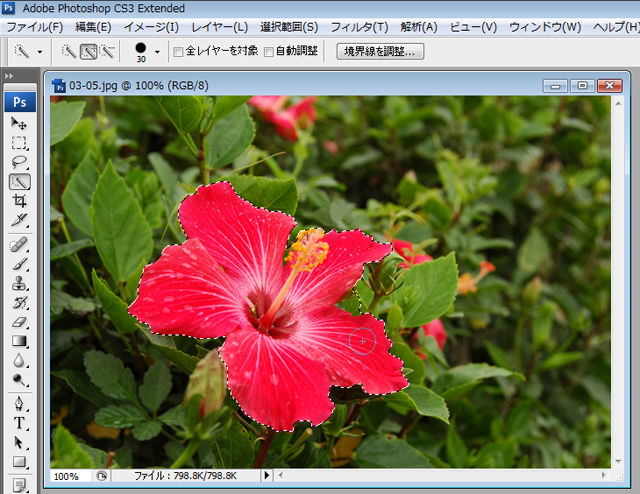 Adobe Photoshop CS3 Extended
ファイル(F) 編集(E) イメージ(I) レイヤー(L) 選択範囲(S) フィルタ(T) 解析(A) ビュー(V) ウィンドウ(W) ヘルプ(H)
30 全レイヤーを対象 自動調整 境界線を調整...
03-05.jpg @ 100% (RGB/8)
Ps
T
100% ファイル : 798.8K/798.8K